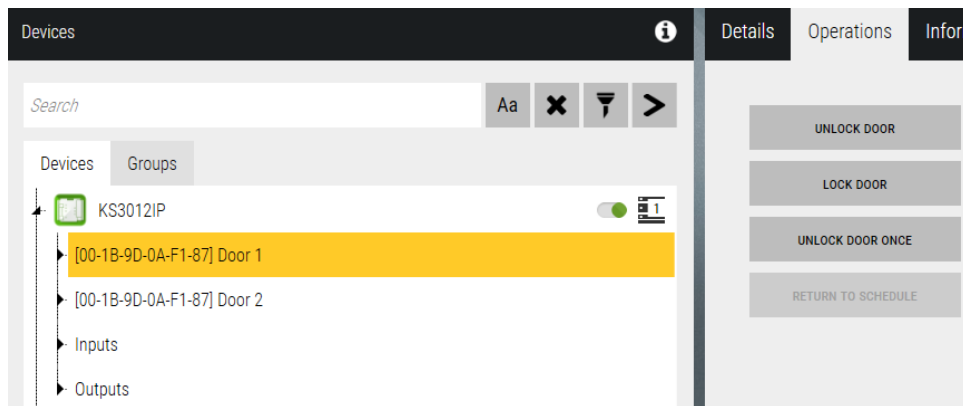 Devices
Details Operations Infor
Search Aa
Devices Groups
KS3012IP 1
[00-1B-9D-0A-F1-87] Door 1
[00-1B-9D-0A-F1-87] Door 2
Inputs
Outputs
UNLOCK DOOR
LOCK DOOR
UNLOCK DOOR ONCE
RETURN TO SCHEDULE